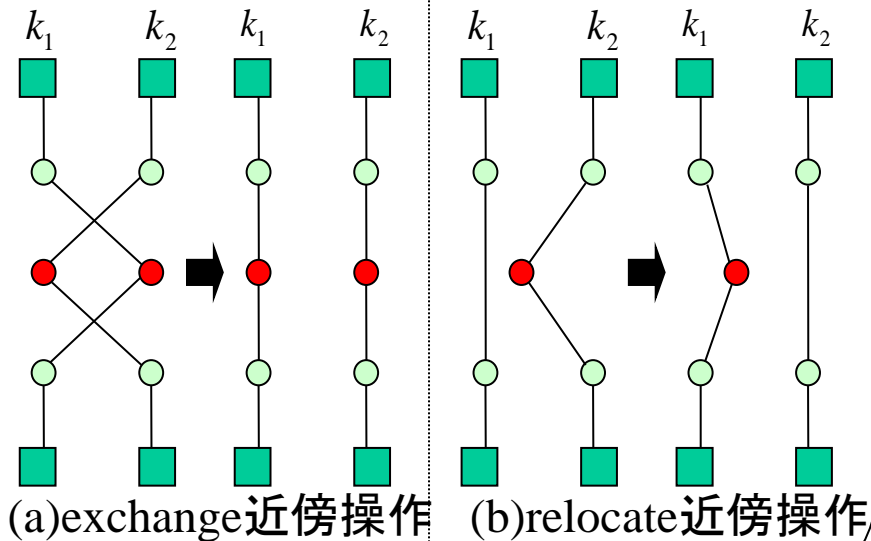 k₁ k₂ k₁ k₂ k₁ k₂ k₁ k₂
(a)exchange近傍操作 (b)relocate近傍操作